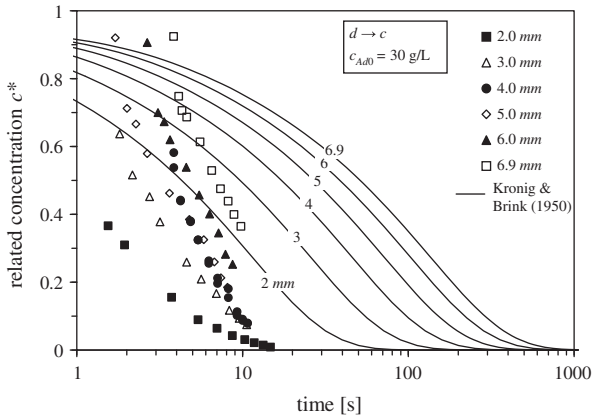 related concentration c*
1
0.8
0.6
0.4
0.2
0
1
10
100
1000
time [s]
d → c
c_Ad0 = 30 g/L
2.0 mm
3.0 mm
4.0 mm
5.0 mm
6.0 mm
6.9 mm
Kronig &
Brink (1950)
6.9
6
5
4
3
2 mm